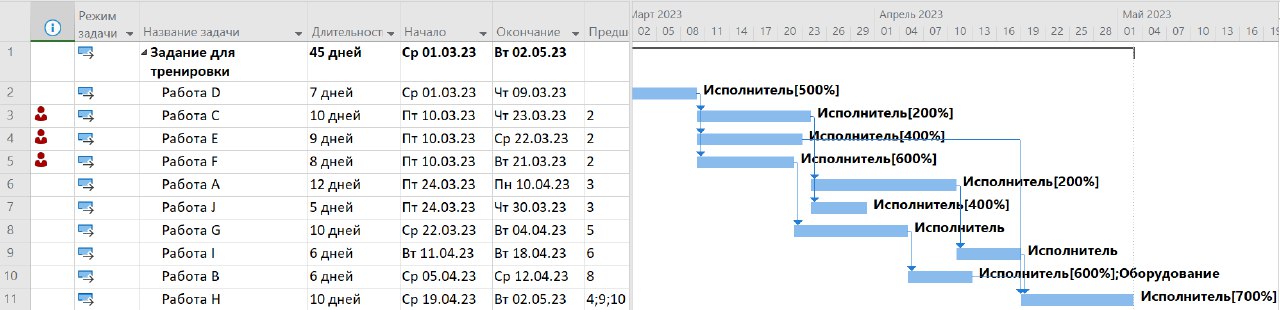 Режим задачи Название задачи Длительност Начало Окончание Предш
Март 2023 Апрель 2023 Май 2023
02 05 08 11 14 17 20 23 26 29 01 04 07 10 13 16 19 22 25 28 01 04 07 10 13 16 19
1 Задание для тренировки 45 дней Ср 01.03.23 Вт 02.05.23
2 Работа D 7 дней Ср 01.03.23 Чт 09.03.23 Исполнитель[500%]
3 Работа C 10 дней Пт 10.03.23 Чт 23.03.23 2 Исполнитель[200%]
4 Работа E 9 дней Пт 10.03.23 Ср 22.03.23 2 Исполнитель[400%]
5 Работа F 8 дней Пт 10.03.23 Вт 21.03.23 2 Исполнитель[600%]
6 Работа A 12 дней Пт 24.03.23 Пн 10.04.23 3 Исполнитель[200%]
7 Работа J 5 дней Пт 24.03.23 Чт 30.03.23 3 Исполнитель[400%]
8 Работа G 10 дней Ср 22.03.23 Вт 04.04.23 5 Исполнитель
9 Работа I 6 дней Вт 11.04.23 Вт 18.04.23 6 Исполнитель
10 Работа B 6 дней Ср 05.04.23 Ср 12.04.23 8 Исполнитель[600%];Оборудование
11 Работа H 10 дней Ср 19.04.23 Вт 02.05.23 4;9;10 Исполнитель[700%]